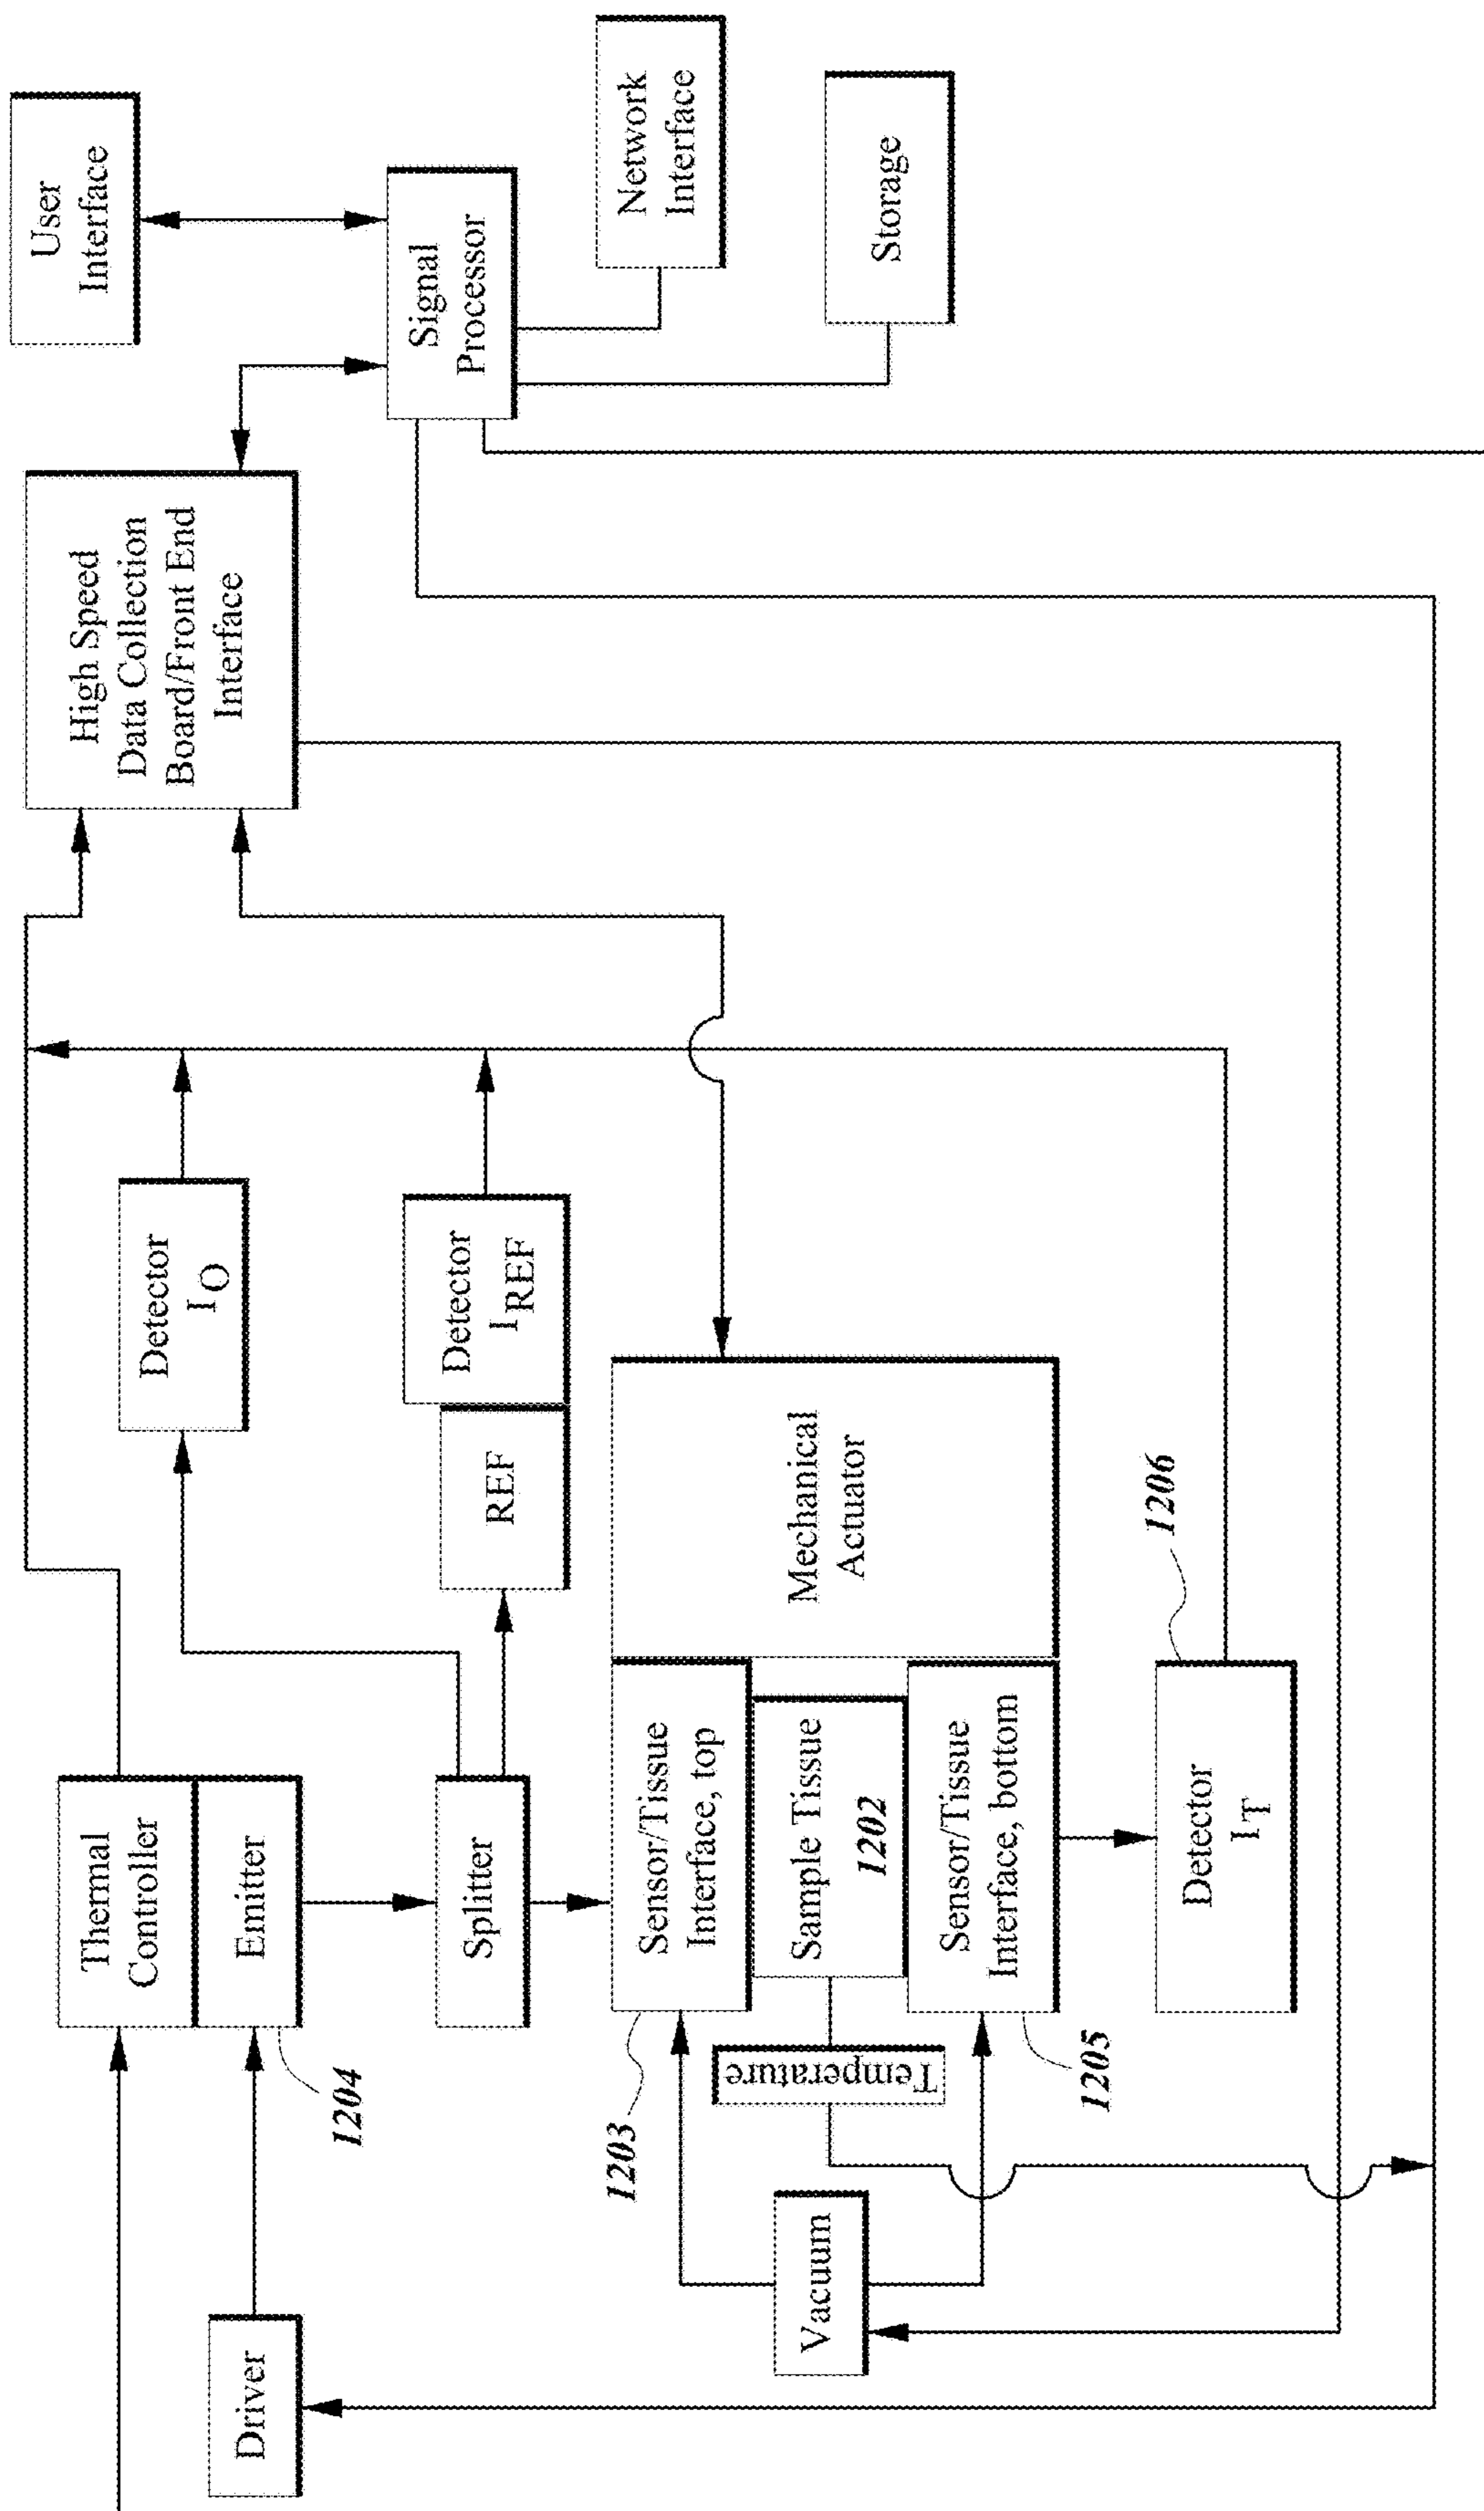 User
Interface
Network
Interface
Storage
Signal
Processor
High Speed
Data Collection
Board/Front End
Interface
Detector
I_O
Detector
I_REF
REF
Mechanical
Actuator
1206
Thermal
Controller
Emitter
1204
Splitter
Sensor/Tissue
Interface, top
1203
Sample Tissue
1202
Sensor/Tissue
Interface, bottom
1205
Detector
I_T
Temperature
Vacuum
Driver